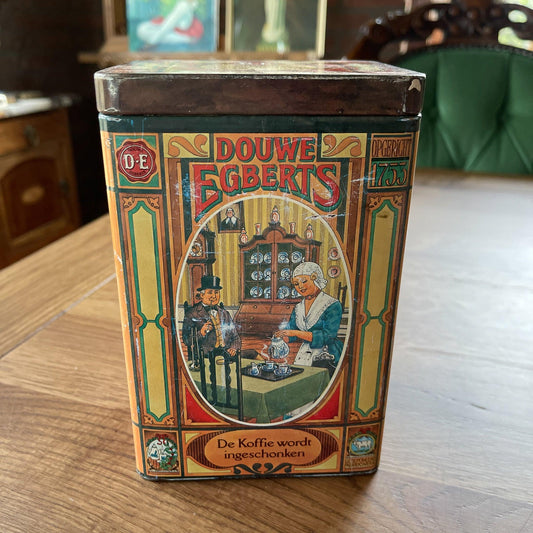 D·E
DOUWE
EGBERTS
OPGERICHT
1753
De Koffie wordt
ingeschonken